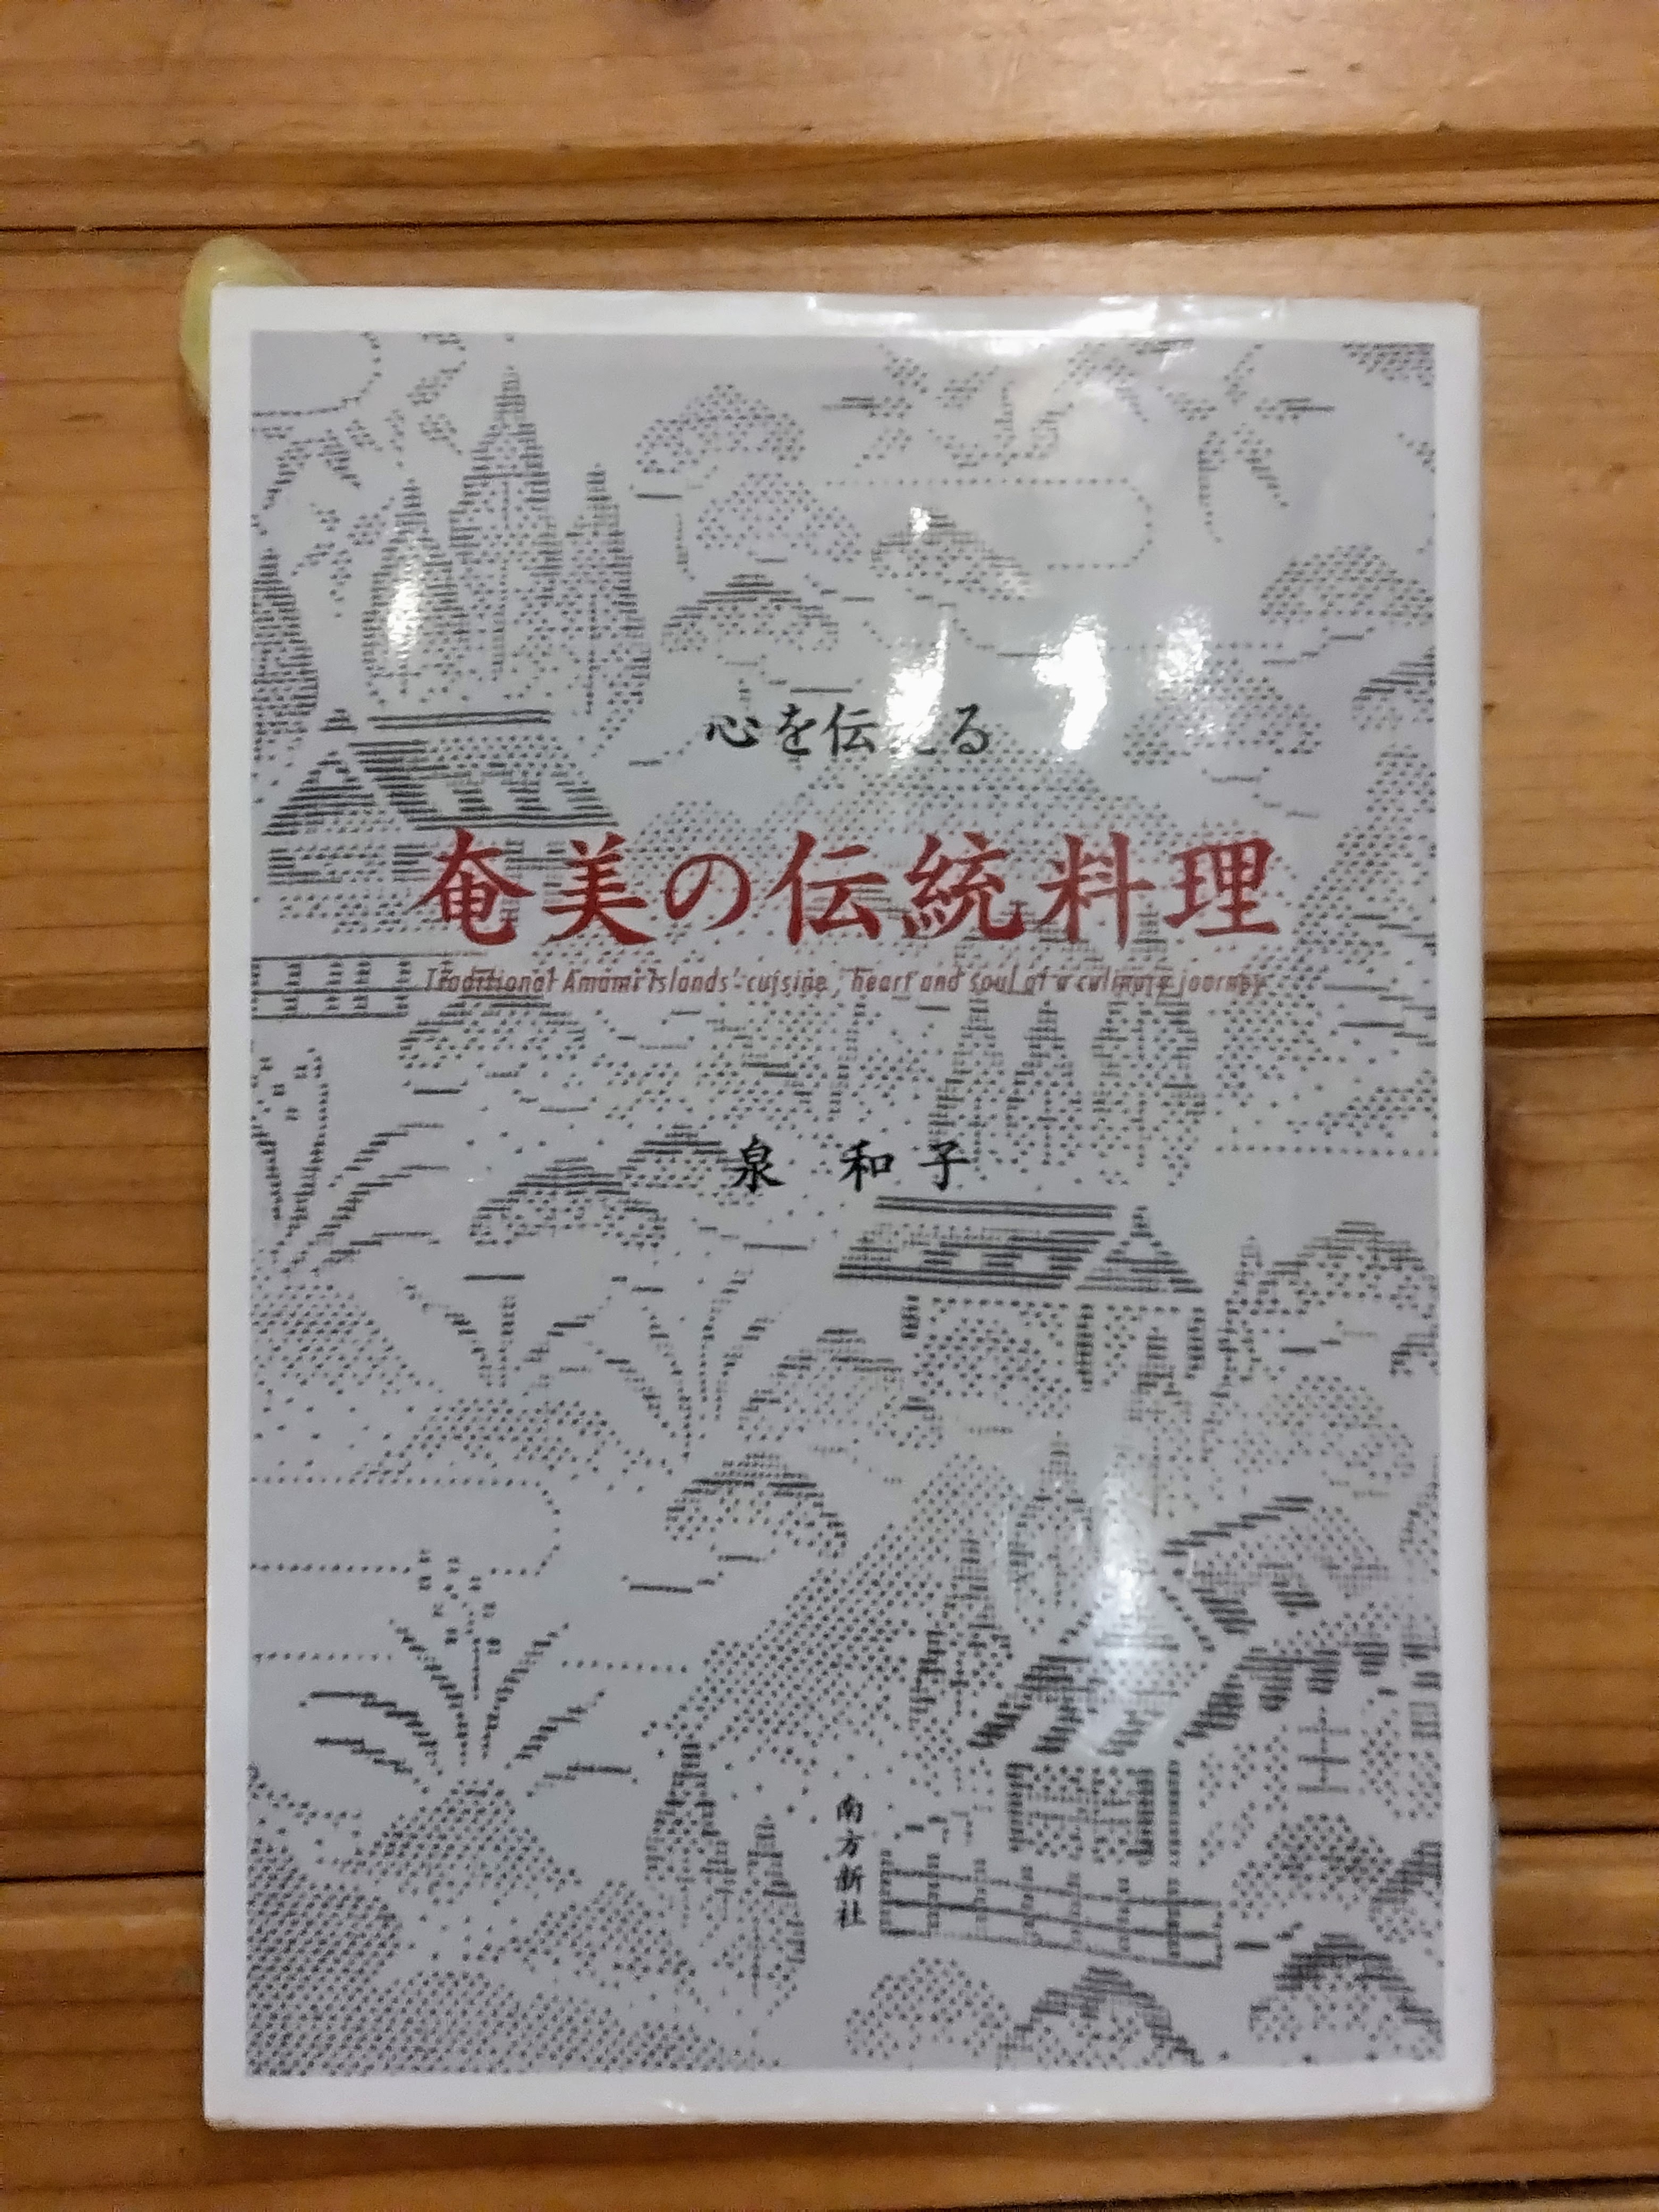 心を伝える
奄美の伝統料理
Traditional Amami Islands' cuisine, heart and soul of a culinary journey
泉 和子
南方新社